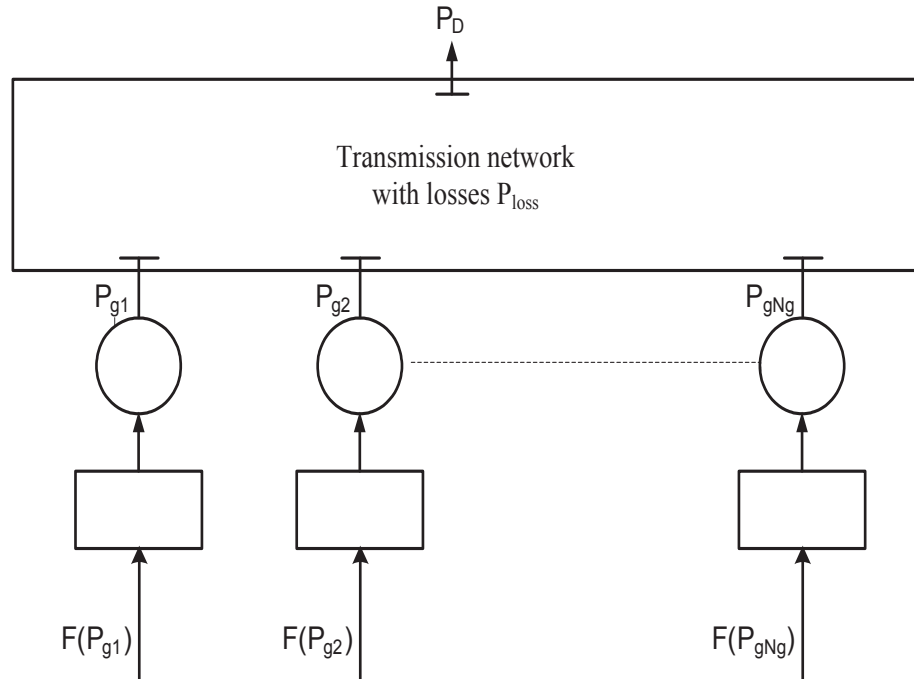 P_D
Transmission network
with losses P_loss
P_g1
P_g2
P_gNg
F(P_g1)
F(P_g2)
F(P_gNg)